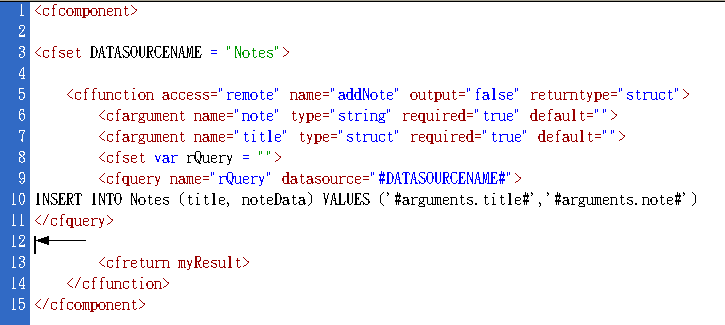 1 <cfcomponent>
2
3 <cfset DATASOURCENAME = "Notes">
4
5 <cffunction access="remote" name="addNote" output="false" returntype="struct">
6 <cfargument name="note" type="string" required="true" default="">
7 <cfargument name="title" type="struct" required="true" default="">
8 <cfset var rQuery = "">
9 <cfquery name="rQuery" datasource="#DATASOURCENAME#">
10 INSERT INTO Notes (title, noteData) VALUES ('#arguments.title#','#arguments.note#')
11 </cfquery>
12
13 <cfreturn myResult>
14 </cffunction>
15 </cfcomponent>